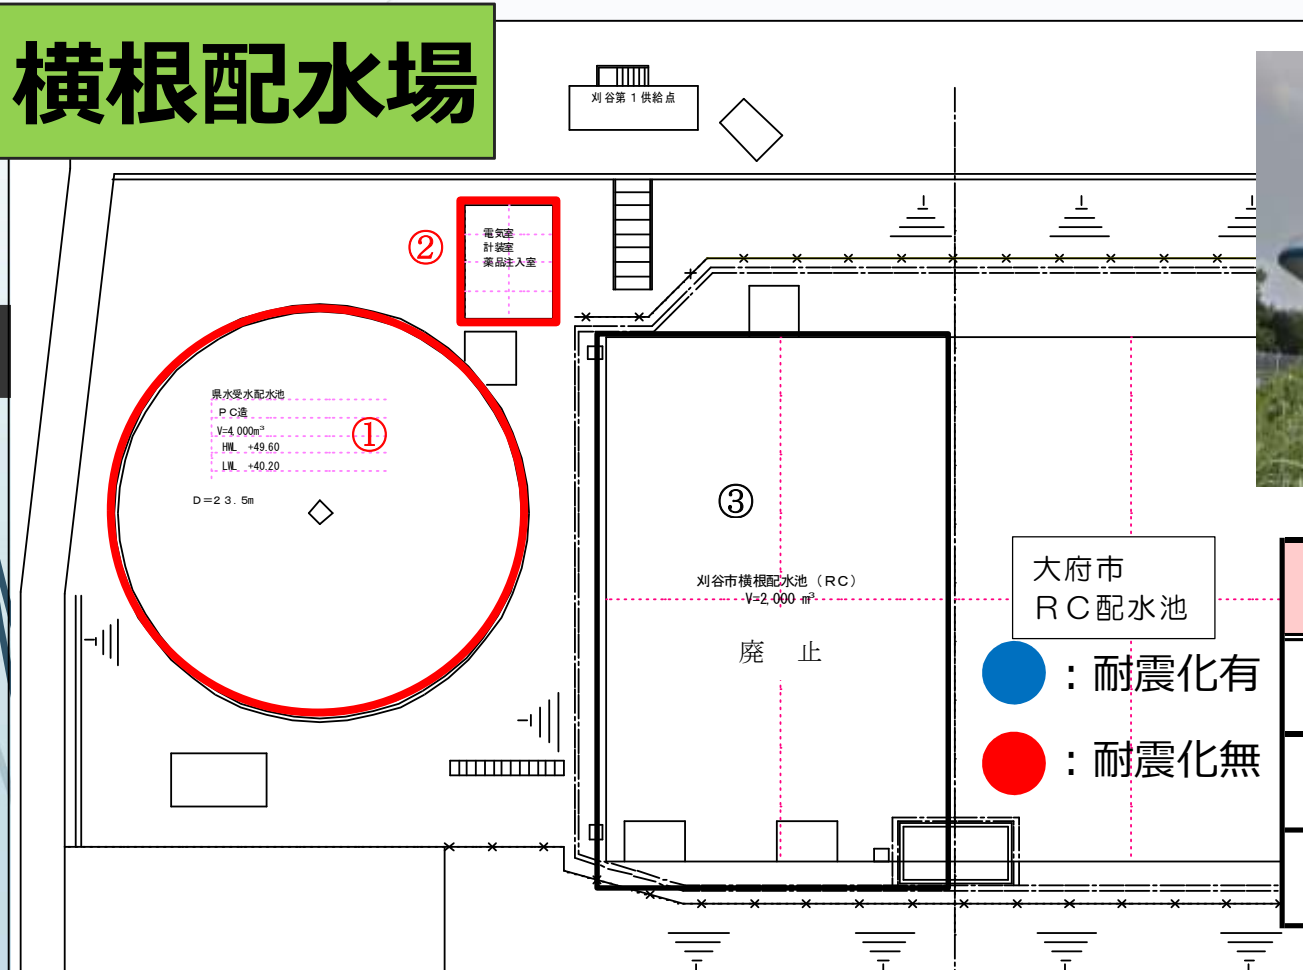 横根配水場
刈谷第1供給点
②
電気室
計装室
薬品注入室
県水受水配水池
PC造
V=4,000m³
HWL +49.60
LWL +40.20
①
D=23.5m
③
刈谷市横根配水池（RC）
V=2,000 m³
廃 止
大府市
RC配水池
：耐震化有
：耐震化無